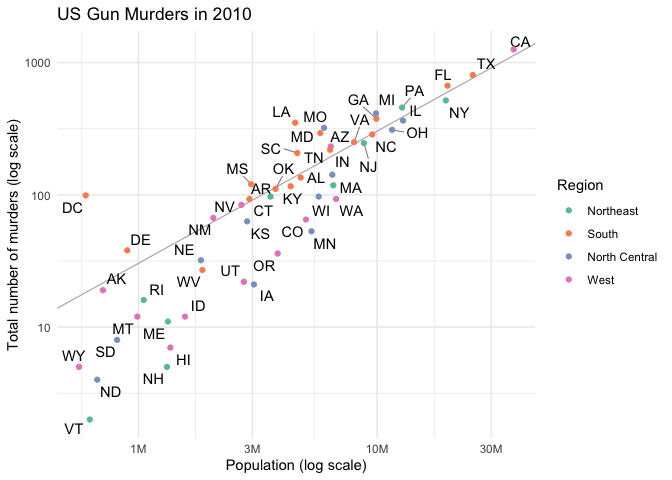 US Gun Murders in 2010
CA
TX
FL
1000
PA
MI
GA
IL
NY
LA
MO
VA
OH
MD
AZ
SC
NC
TN
IN
NJ
MS
OK
AL
MA
AR
KY
100
DC
NV
CT
WI
WA
NM
KS
CO
MN
DE
NE
OR
AK
UT
WV
IA
RI
ID
10
MT
ME
SD
HI
WY
NH
ND
VT
1M
3M
10M
30M
Population (log scale)
Total number of murders (log scale)
Region
Northeast
South
North Central
West